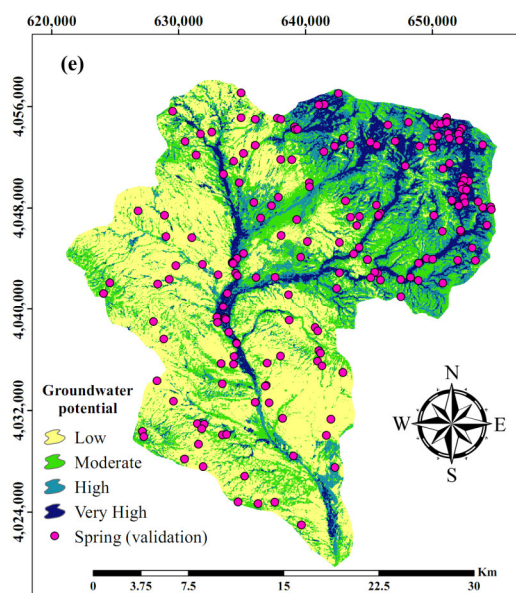 620,000 630,000 640,000 650,000
(e)
4,056,000
4,048,000
4,040,000
4,032,000
4,024,000
Groundwater
potential
Low
Moderate
High
Very High
Spring (validation)
N
W E
S
Km
0 3.75 7.5 15 22.5 30